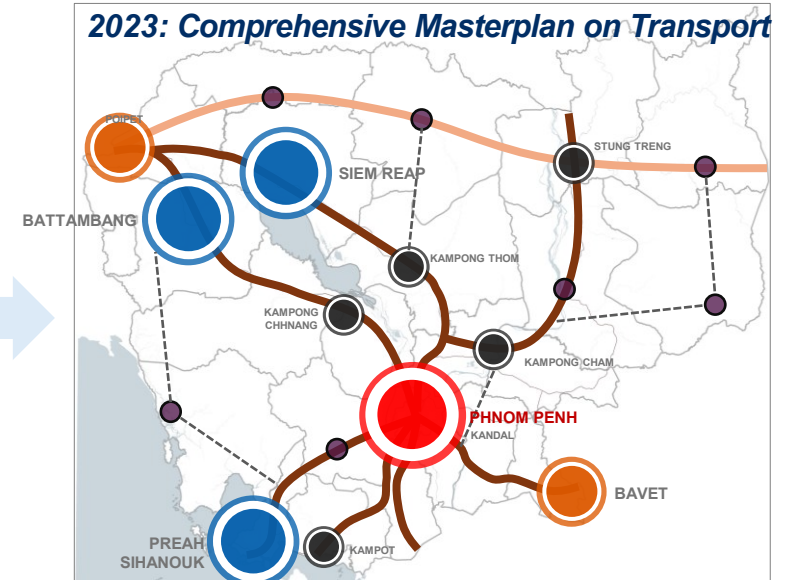 2023: Comprehensive Masterplan on Transport
POIPET
STUNG TRENG
SIEM REAP
BATTAMBANG
KAMPONG THOM
KAMPONG
CHHNANG
KAMPONG CHAM
PHNOM PENH
KANDAL
BAVET
PREAH
SIHANOUK
KAMPOT